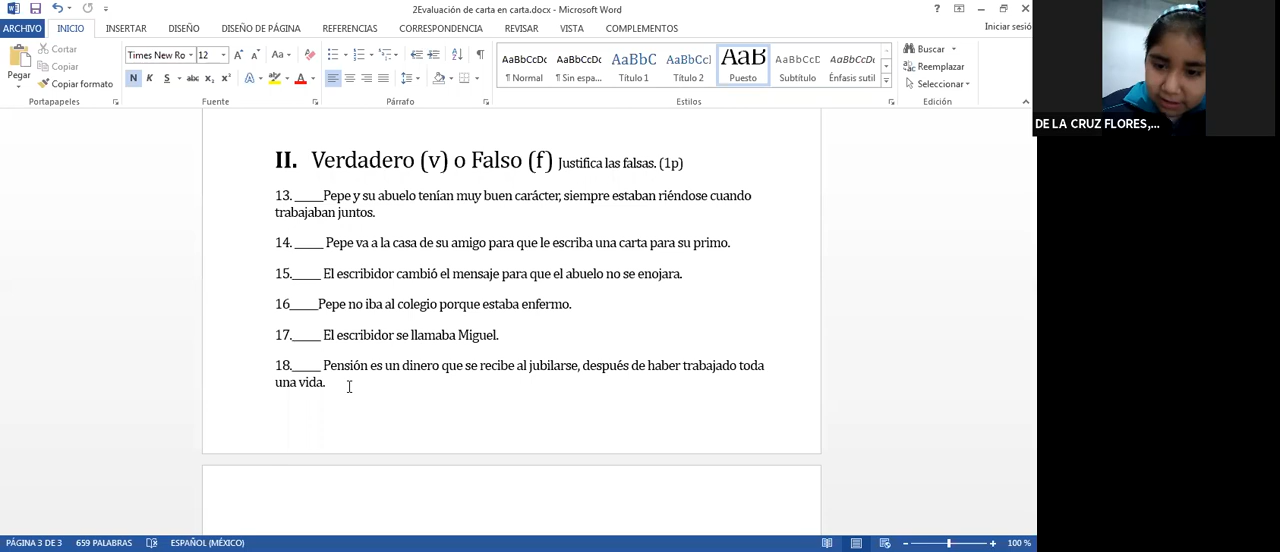 2Evaluación de carta en carta.docx - Microsoft Word
ARCHIVO INICIO INSERTAR DISEÑO DISEÑO DE PÁGINA REFERENCIAS CORRESPONDENCIA REVISAR VISTA COMPLEMENTOS Iniciar sesió
Cortar
Copiar
Copiar formato
Pegar
Portapapeles
Times New Ro 12
Fuente
Párrafo
AaBbCcDc AaBbCcDc AaBbC AaBbCcI AaB AaBbCcD AaBbCcDt
¶ Normal ¶ Sin espa... Título 1 Título 2 Puesto Subtítulo Énfasis sutil
Estilos
Buscar
Reemplazar
Seleccionar
Edición
DE LA CRUZ FLORES,...
II. Verdadero (v) o Falso (f) Justifica las falsas. (1p)
13. _____Pepe y su abuelo tenían muy buen carácter, siempre estaban riéndose cuando
trabajaban juntos.
14. _____ Pepe va a la casa de su amigo para que le escriba una carta para su primo.
15._____ El escribidor cambió el mensaje para que el abuelo no se enojara.
16_____Pepe no iba al colegio porque estaba enfermo.
17._____ El escribidor se llamaba Miguel.
18._____ Pensión es un dinero que se recibe al jubilarse, después de haber trabajado toda
una vida.
PÁGINA 3 DE 3 659 PALABRAS ESPAÑOL (MÉXICO) 100 %